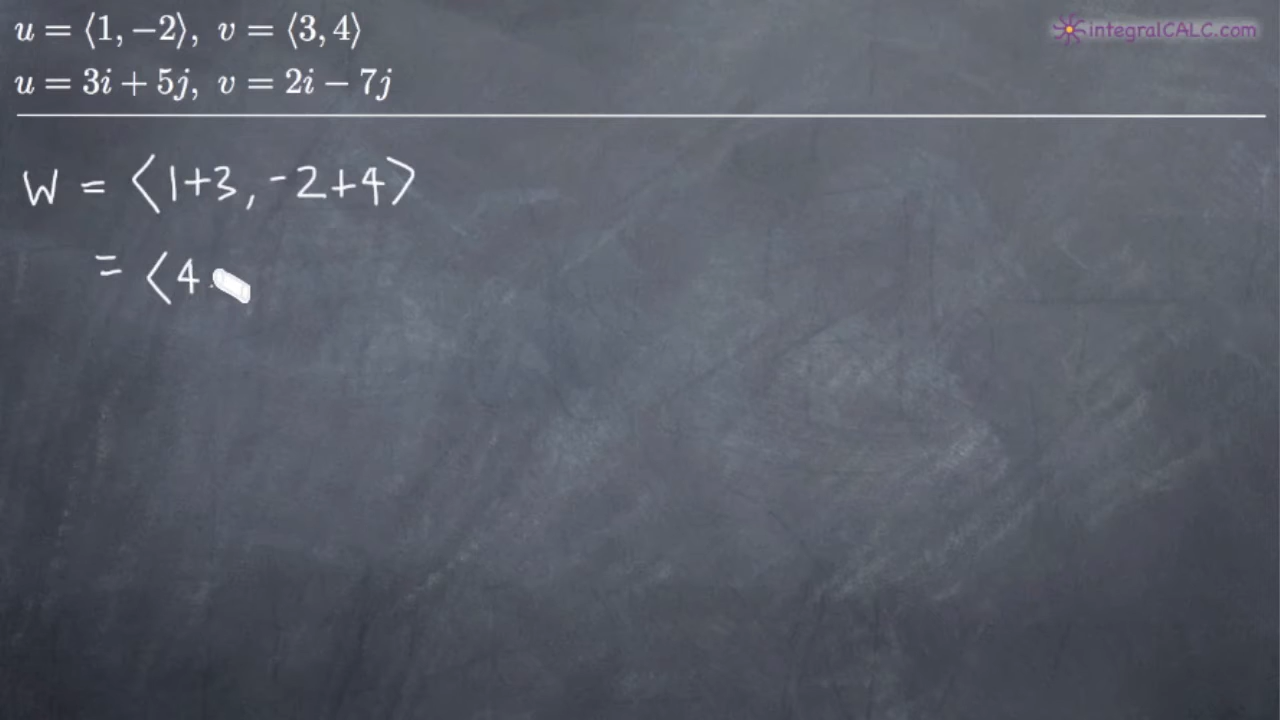 u = ⟨1, −2⟩, v = ⟨3, 4⟩
integralCALC.com
u = 3i + 5j, v = 2i − 7j
W = ⟨1+3, -2+4⟩
= ⟨4